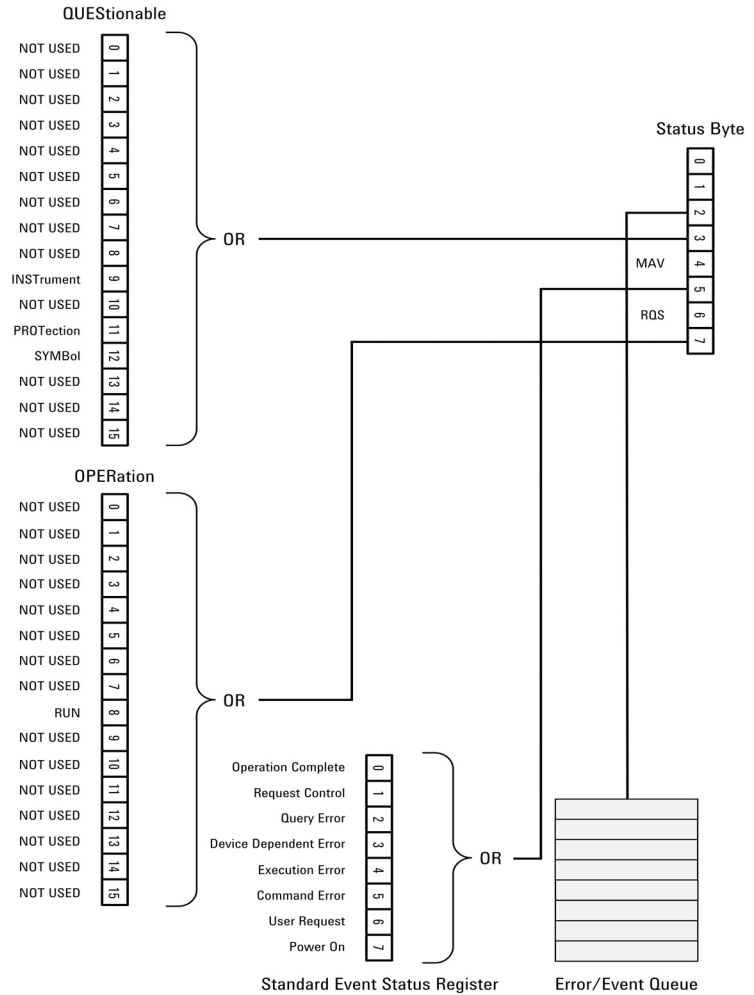 QUEStionable
NOT USED 0
NOT USED 1
NOT USED 2
NOT USED 3
NOT USED 4
NOT USED 5
NOT USED 6
NOT USED 7
NOT USED 8
INSTrument 9
NOT USED 10
PROTection 11
SYMBol 12
NOT USED 13
NOT USED 14
NOT USED 15
OR
Status Byte
0
1
2
3
MAV 4
5
RQS 6
7
OPERation
NOT USED 0
NOT USED 1
NOT USED 2
NOT USED 3
NOT USED 4
NOT USED 5
NOT USED 6
NOT USED 7
RUN 8
NOT USED 9
NOT USED 10
NOT USED 11
NOT USED 12
NOT USED 13
NOT USED 14
NOT USED 15
OR
Operation Complete 0
Request Control 1
Query Error 2
Device Dependent Error 3
Execution Error 4
Command Error 5
User Request 6
Power On 7
OR
Standard Event Status Register
Error/Event Queue